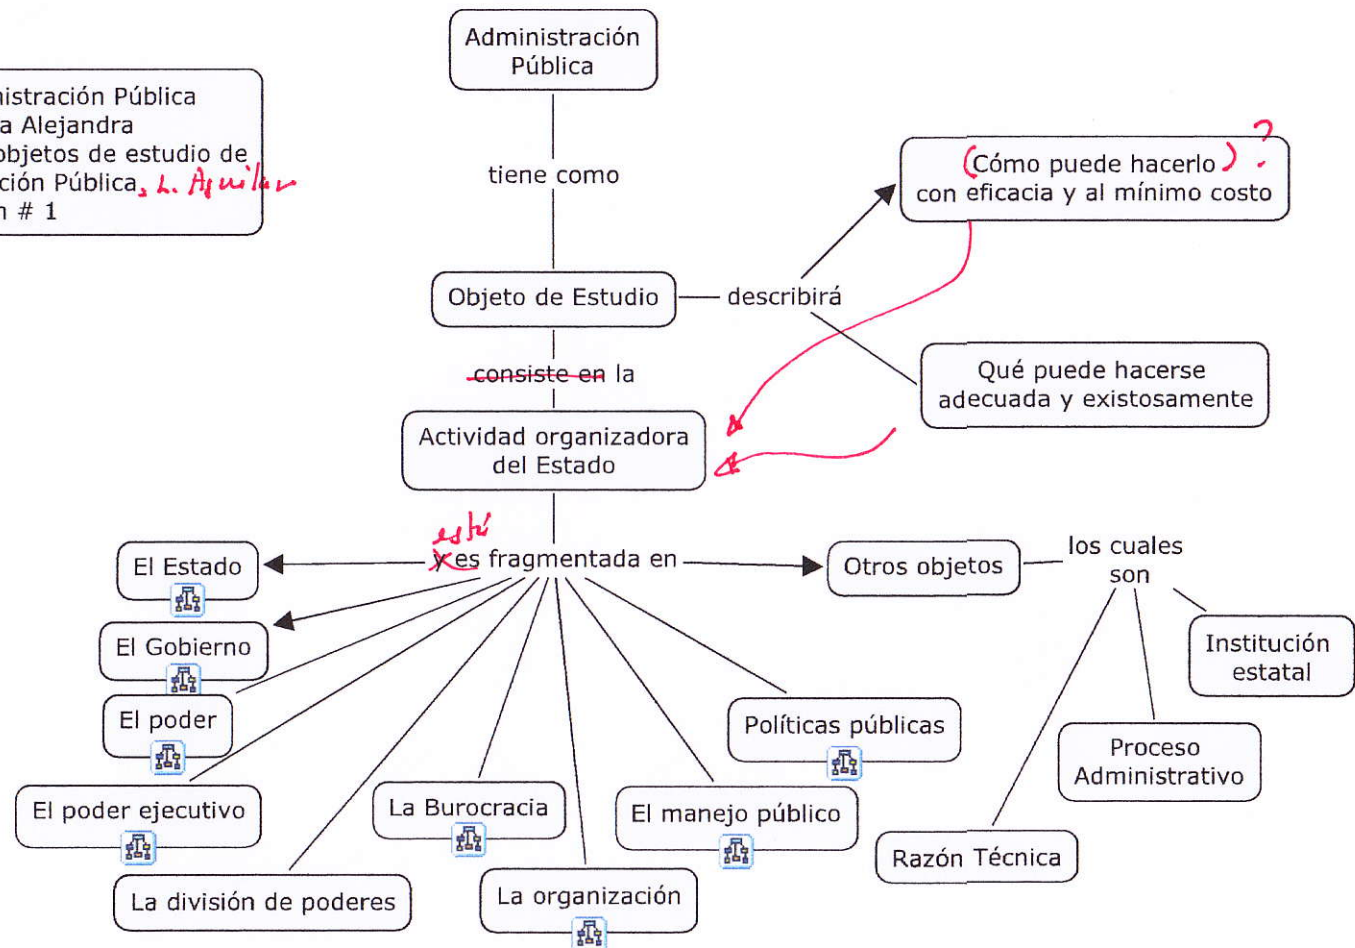 Administración
Pública
nistración Pública
a Alejandra
objetos de estudio de
ción Pública, L. Aguilar
# 1
tiene como
(Cómo puede hacerlo) ?
con eficacia y al mínimo costo
Objeto de Estudio
describirá
consiste en la
Qué puede hacerse
adecuada y existosamente
Actividad organizadora
del Estado
está
y es fragmentada en
El Estado
Otros objetos
los cuales
son
El Gobierno
Institución
estatal
El poder
Políticas públicas
Proceso
Administrativo
El poder ejecutivo
La Burocracia
El manejo público
Razón Técnica
La división de poderes
La organización